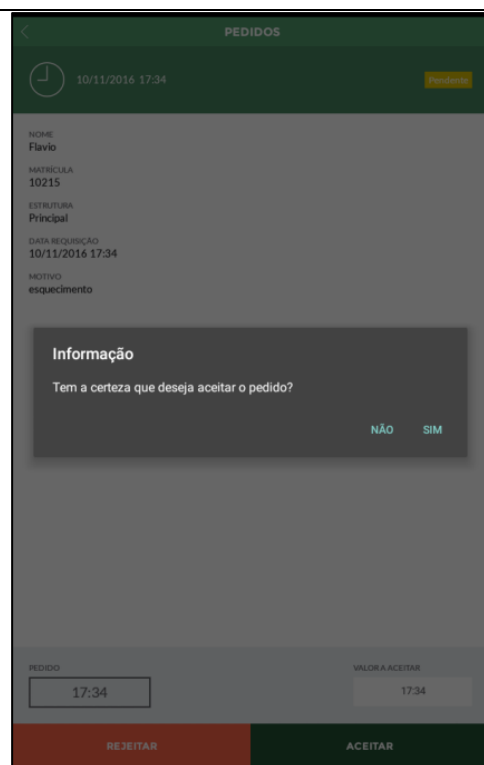 PEDIDOS
10/11/2016 17:34
Pendente
NOME
Flavio
MATRÍCULA
10215
ESTRUTURA
Principal
DATA REQUISIÇÃO
10/11/2016 17:34
MOTIVO
esquecimento
Informação
Tem a certeza que deseja aceitar o pedido?
NÃO SIM
PEDIDO VALOR A ACEITAR
17:34 17:34
REJEITAR ACEITAR